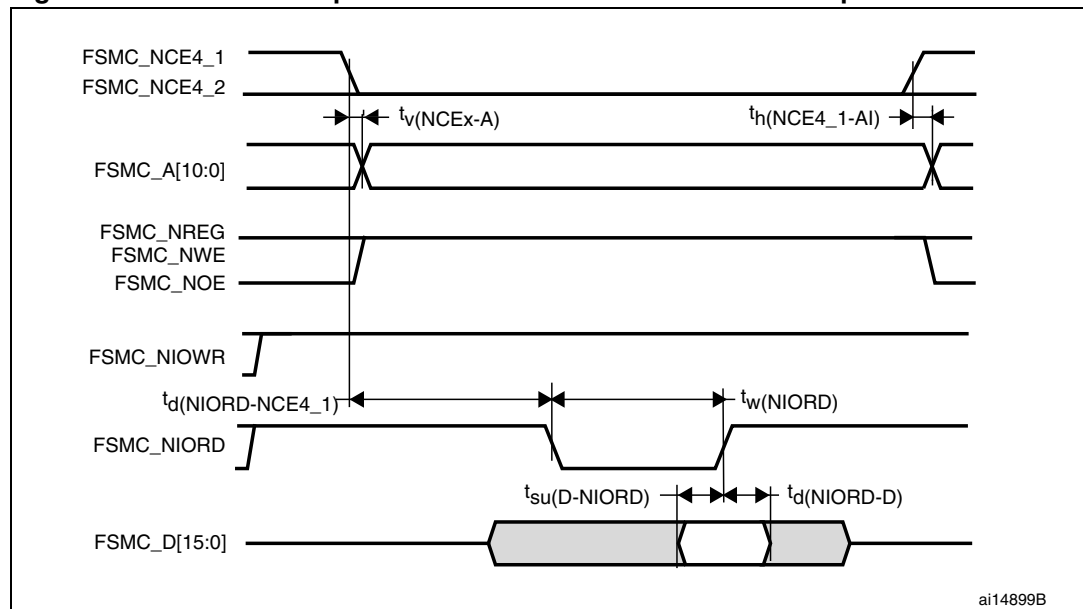 FSMC_NCE4_1
FSMC_NCE4_2
tv(NCEx-A)
th(NCE4_1-AI)
FSMC_A[10:0]
FSMC_NREG
FSMC_NWE
FSMC_NOE
FSMC_NIOWR
td(NIORD-NCE4_1)
tw(NIORD)
FSMC_NIORD
tsu(D-NIORD)
td(NIORD-D)
FSMC_D[15:0]
ai14899B